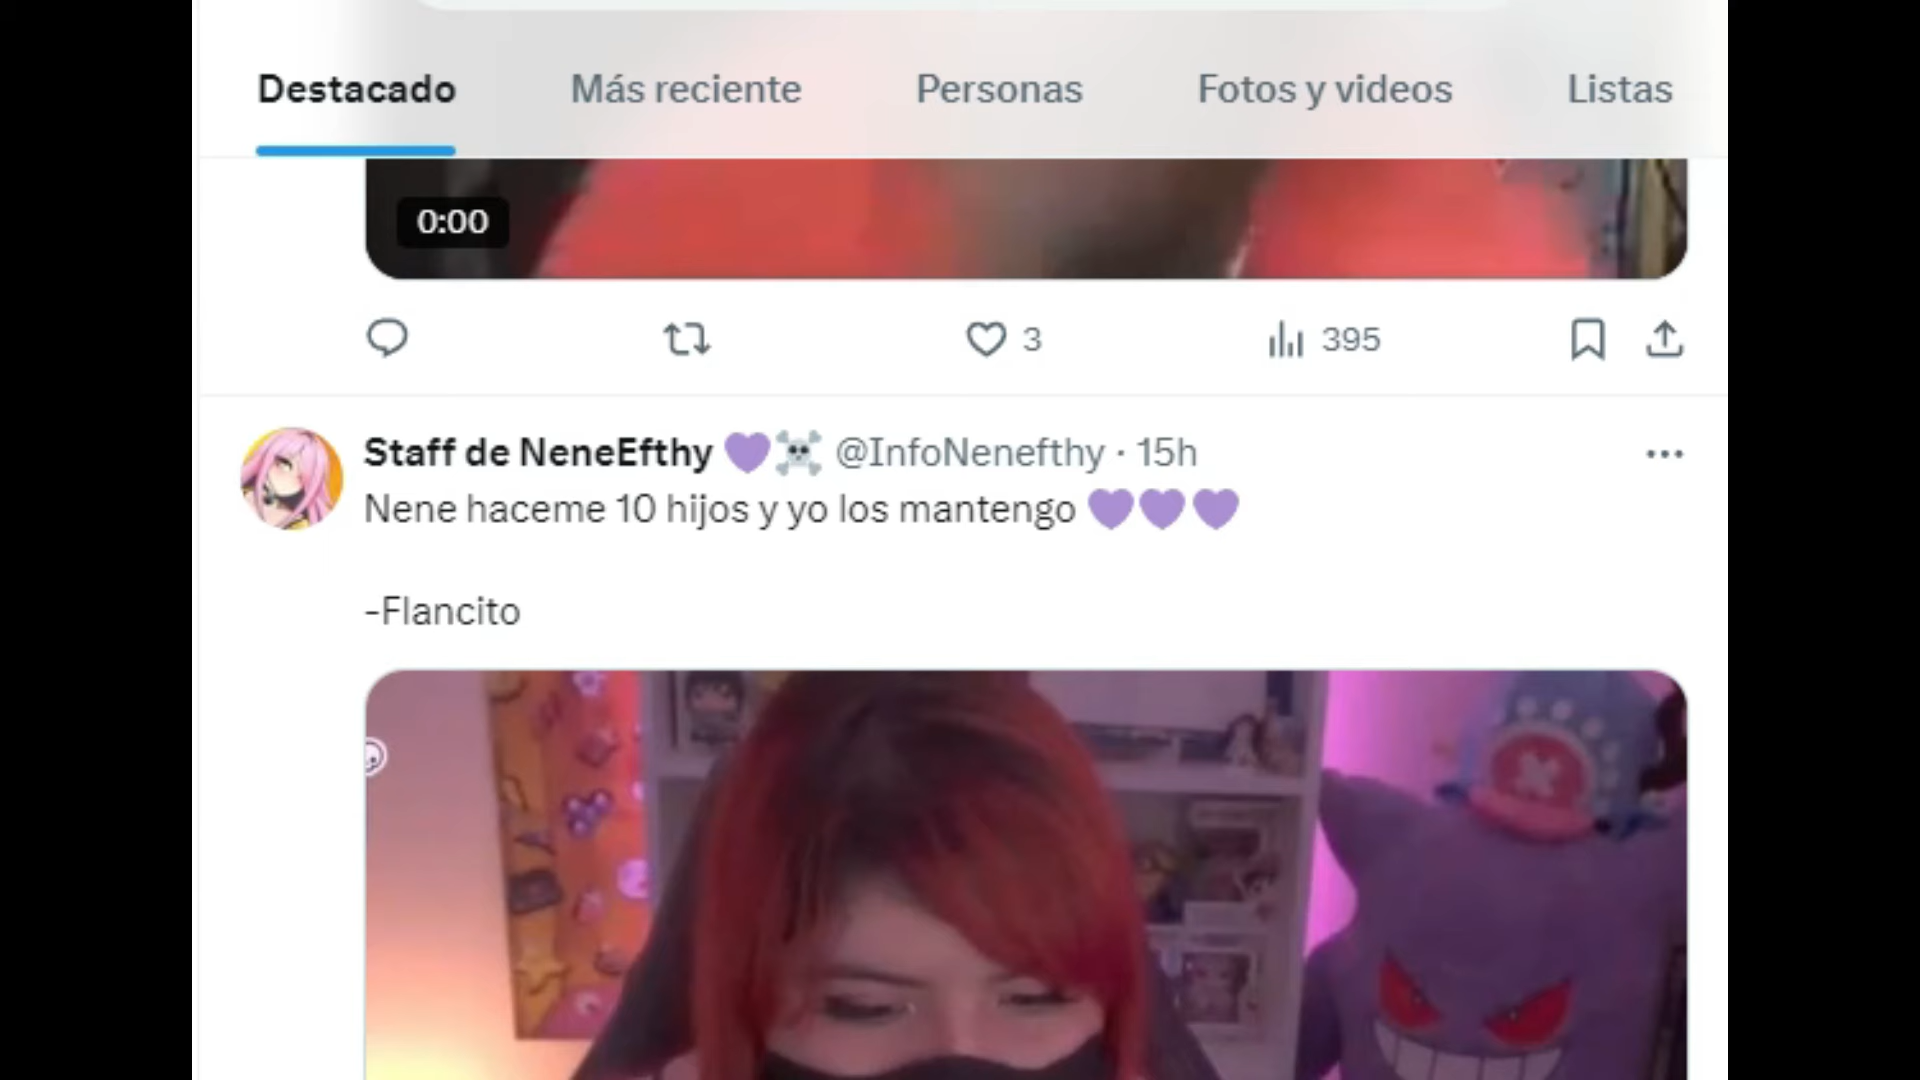 Destacado Más reciente Personas Fotos y videos Listas
0:00
3 395
Staff de NeneEfthy 💜☠️ @InfoNenefthy · 15h
Nene haceme 10 hijos y yo los mantengo 💜💜💜
-Flancito